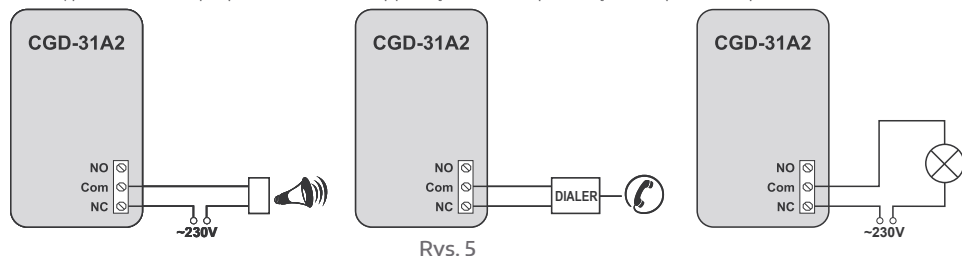 CGD-31A2 CGD-31A2 CGD-31A2
NO NO NO
Com Com Com
NC DIALER NC NC
~230V ~230V
Rys. 5